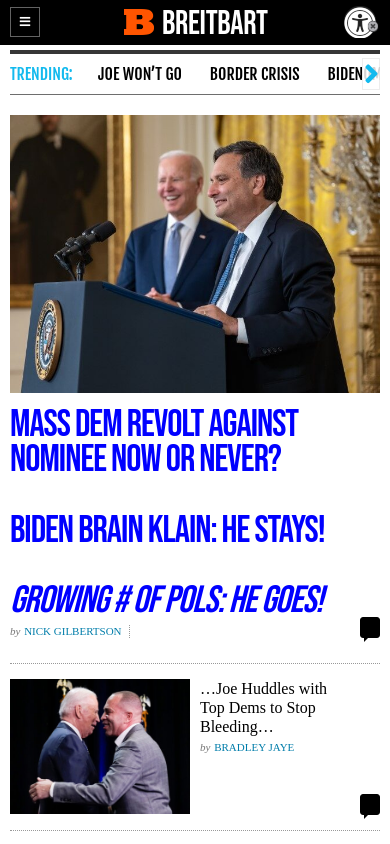 ≡
B BREITBART
TRENDING: JOE WON'T GO BORDER CRISIS BIDEN
MASS DEM REVOLT AGAINST
NOMINEE NOW OR NEVER?
BIDEN BRAIN KLAIN: HE STAYS!
GROWING # OF POLS: HE GOES!
by NICK GILBERTSON
…Joe Huddles with
Top Dems to Stop
Bleeding…
by BRADLEY JAYE